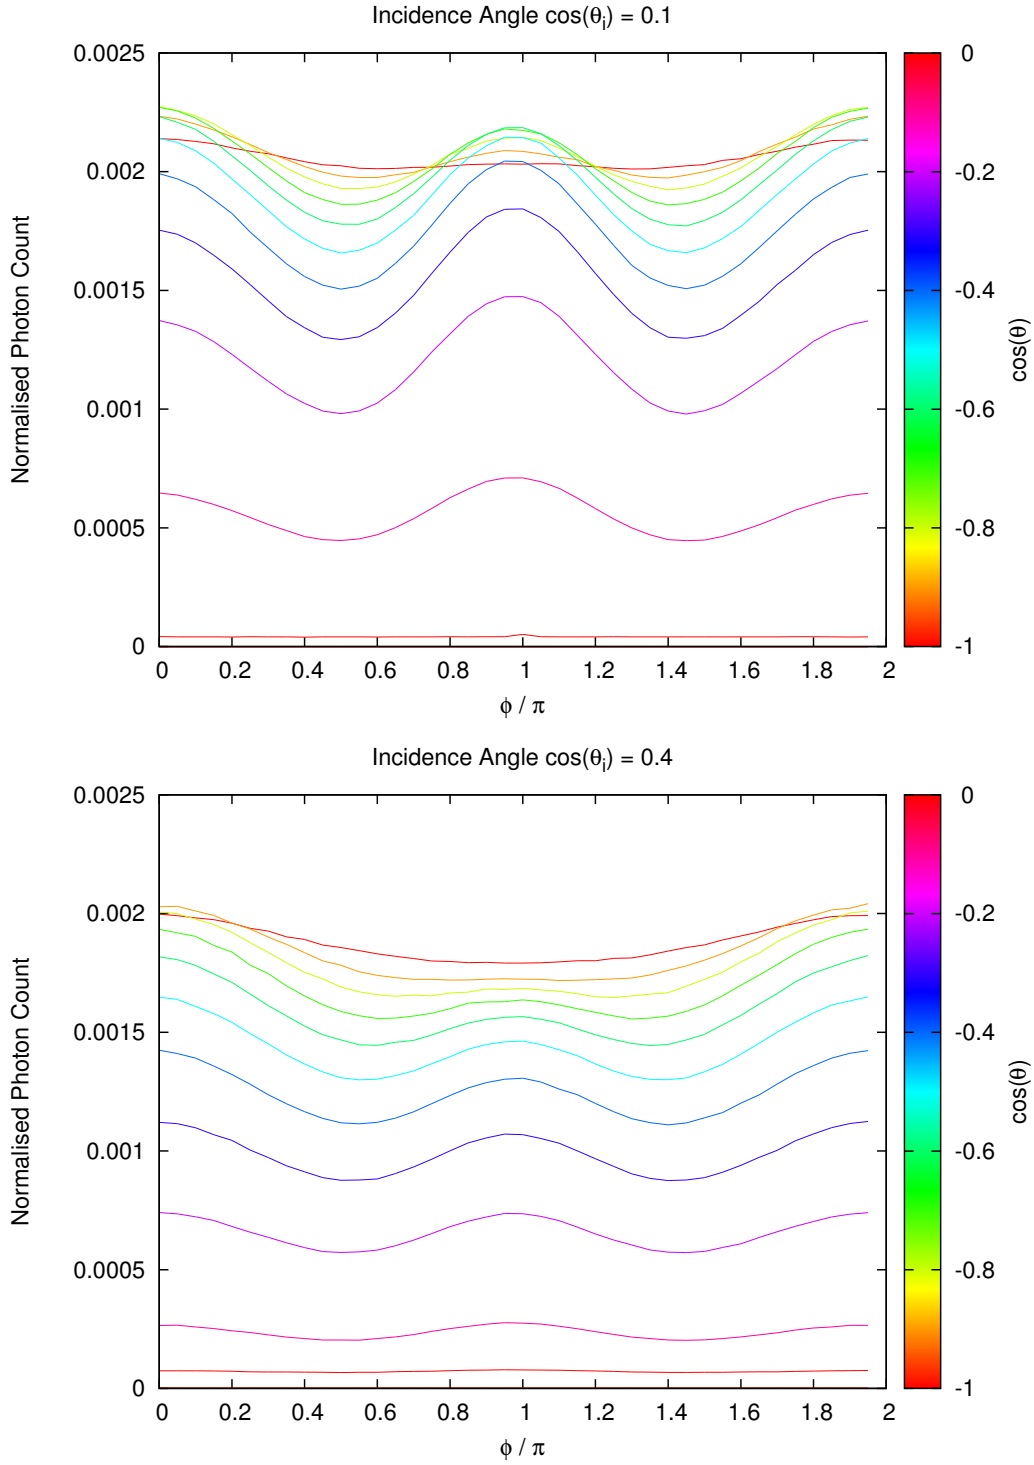 Incidence Angle cos(θi) = 0.1
Normalised Photon Count
0.0025
0.002
0.0015
0.001
0.0005
0
0 0.2 0.4 0.6 0.8 1 1.2 1.4 1.6 1.8 2
ϕ / π
0
-0.2
-0.4
-0.6
-0.8
-1
cos(θ)
Incidence Angle cos(θi) = 0.4
Normalised Photon Count
0.0025
0.002
0.0015
0.001
0.0005
0
0 0.2 0.4 0.6 0.8 1 1.2 1.4 1.6 1.8 2
ϕ / π
0
-0.2
-0.4
-0.6
-0.8
-1
cos(θ)